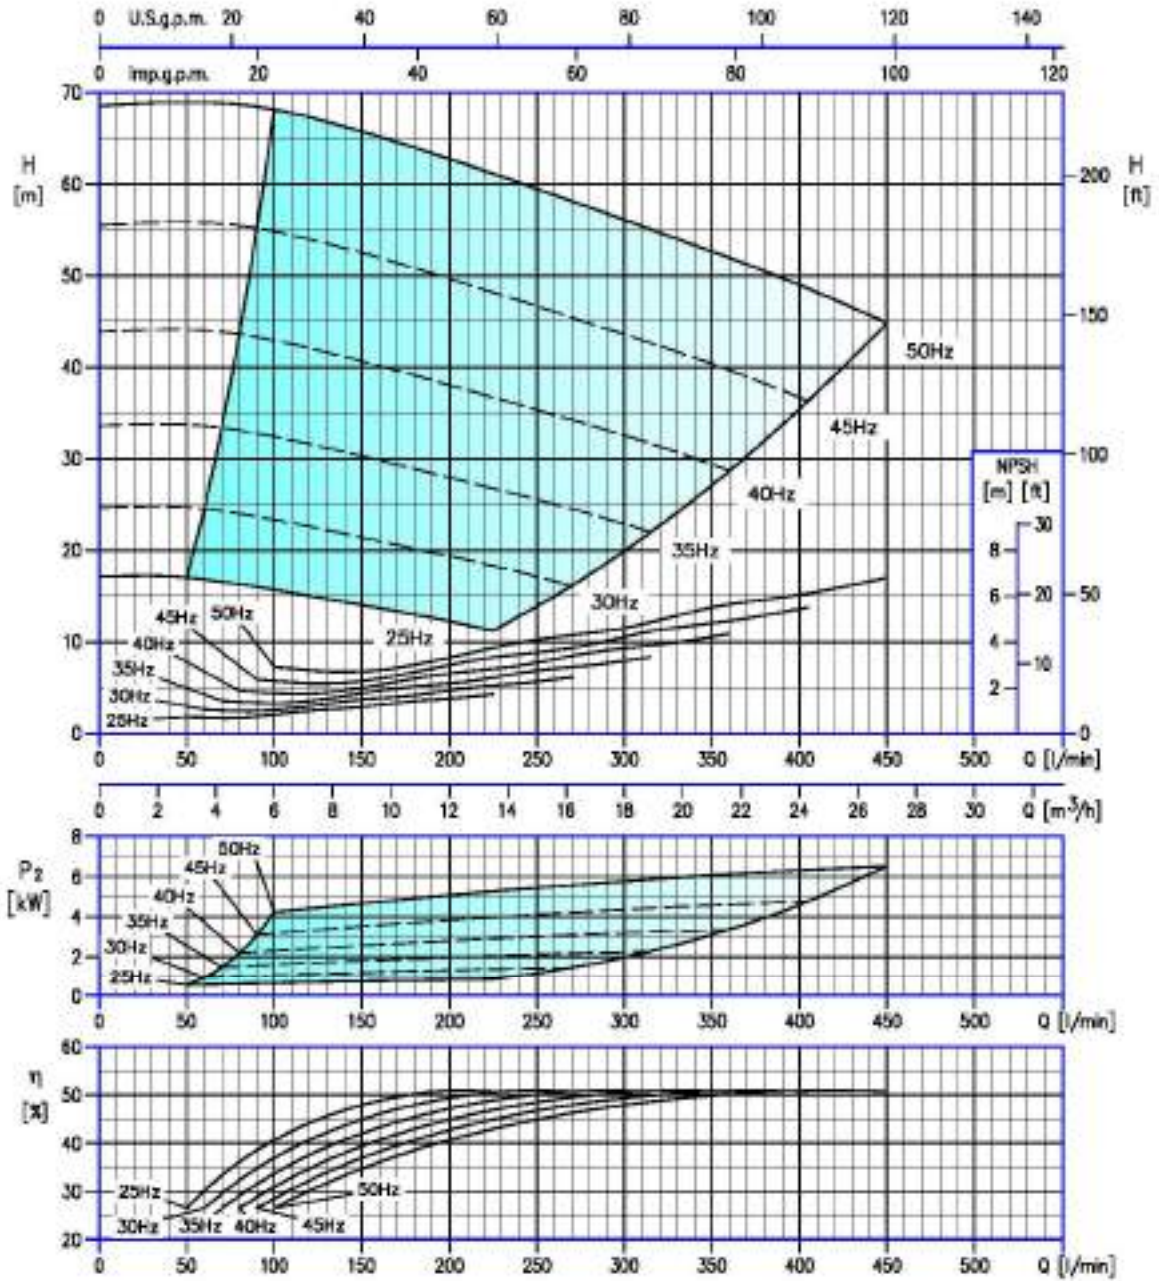 0 U.S.g.p.m. 20 40 60 80 100 120 140
0 Imp.g.p.m. 20 40 60 80 100 120
70
H
[m]
60
50
40
30
20
10
0
H
[ft]
200
150
100
50
0
50Hz
45Hz
40Hz
35Hz
30Hz
25Hz
NPSH
[m] [ft]
30
8
6 20
4
10
2
45Hz 50Hz
40Hz
35Hz
30Hz
25Hz
0 50 100 150 200 250 300 350 400 450 500 Q [l/min]
0 2 4 6 8 10 12 14 16 18 20 22 24 26 28 30 Q [m³/h]
8
P2
[kW]
6
4
2
0
50Hz
45Hz
40Hz
35Hz
30Hz
25Hz
0 50 100 150 200 250 300 350 400 450 500 Q [l/min]
60
η
[%]
50
40
30
20
25Hz 50Hz
30Hz 35Hz 40Hz 45Hz
0 50 100 150 200 250 300 350 400 450 500 Q [l/min]